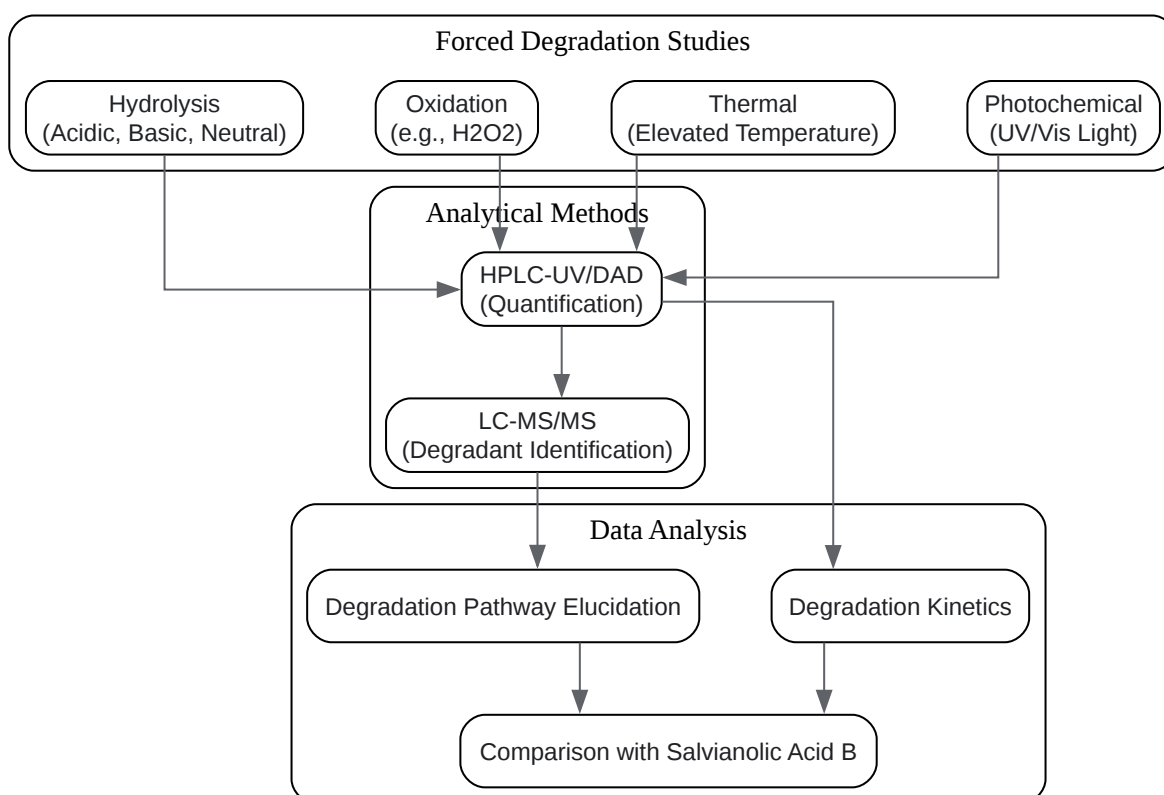 Forced Degradation Studies
Hydrolysis
(Acidic, Basic, Neutral)
Oxidation
(e.g., H2O2)
Thermal
(Elevated Temperature)
Photochemical
(UV/Vis Light)
Analytical Methods
HPLC-UV/DAD
(Quantification)
LC-MS/MS
(Degradant Identification)
Data Analysis
Degradation Pathway Elucidation
Degradation Kinetics
Comparison with Salvianolic Acid B